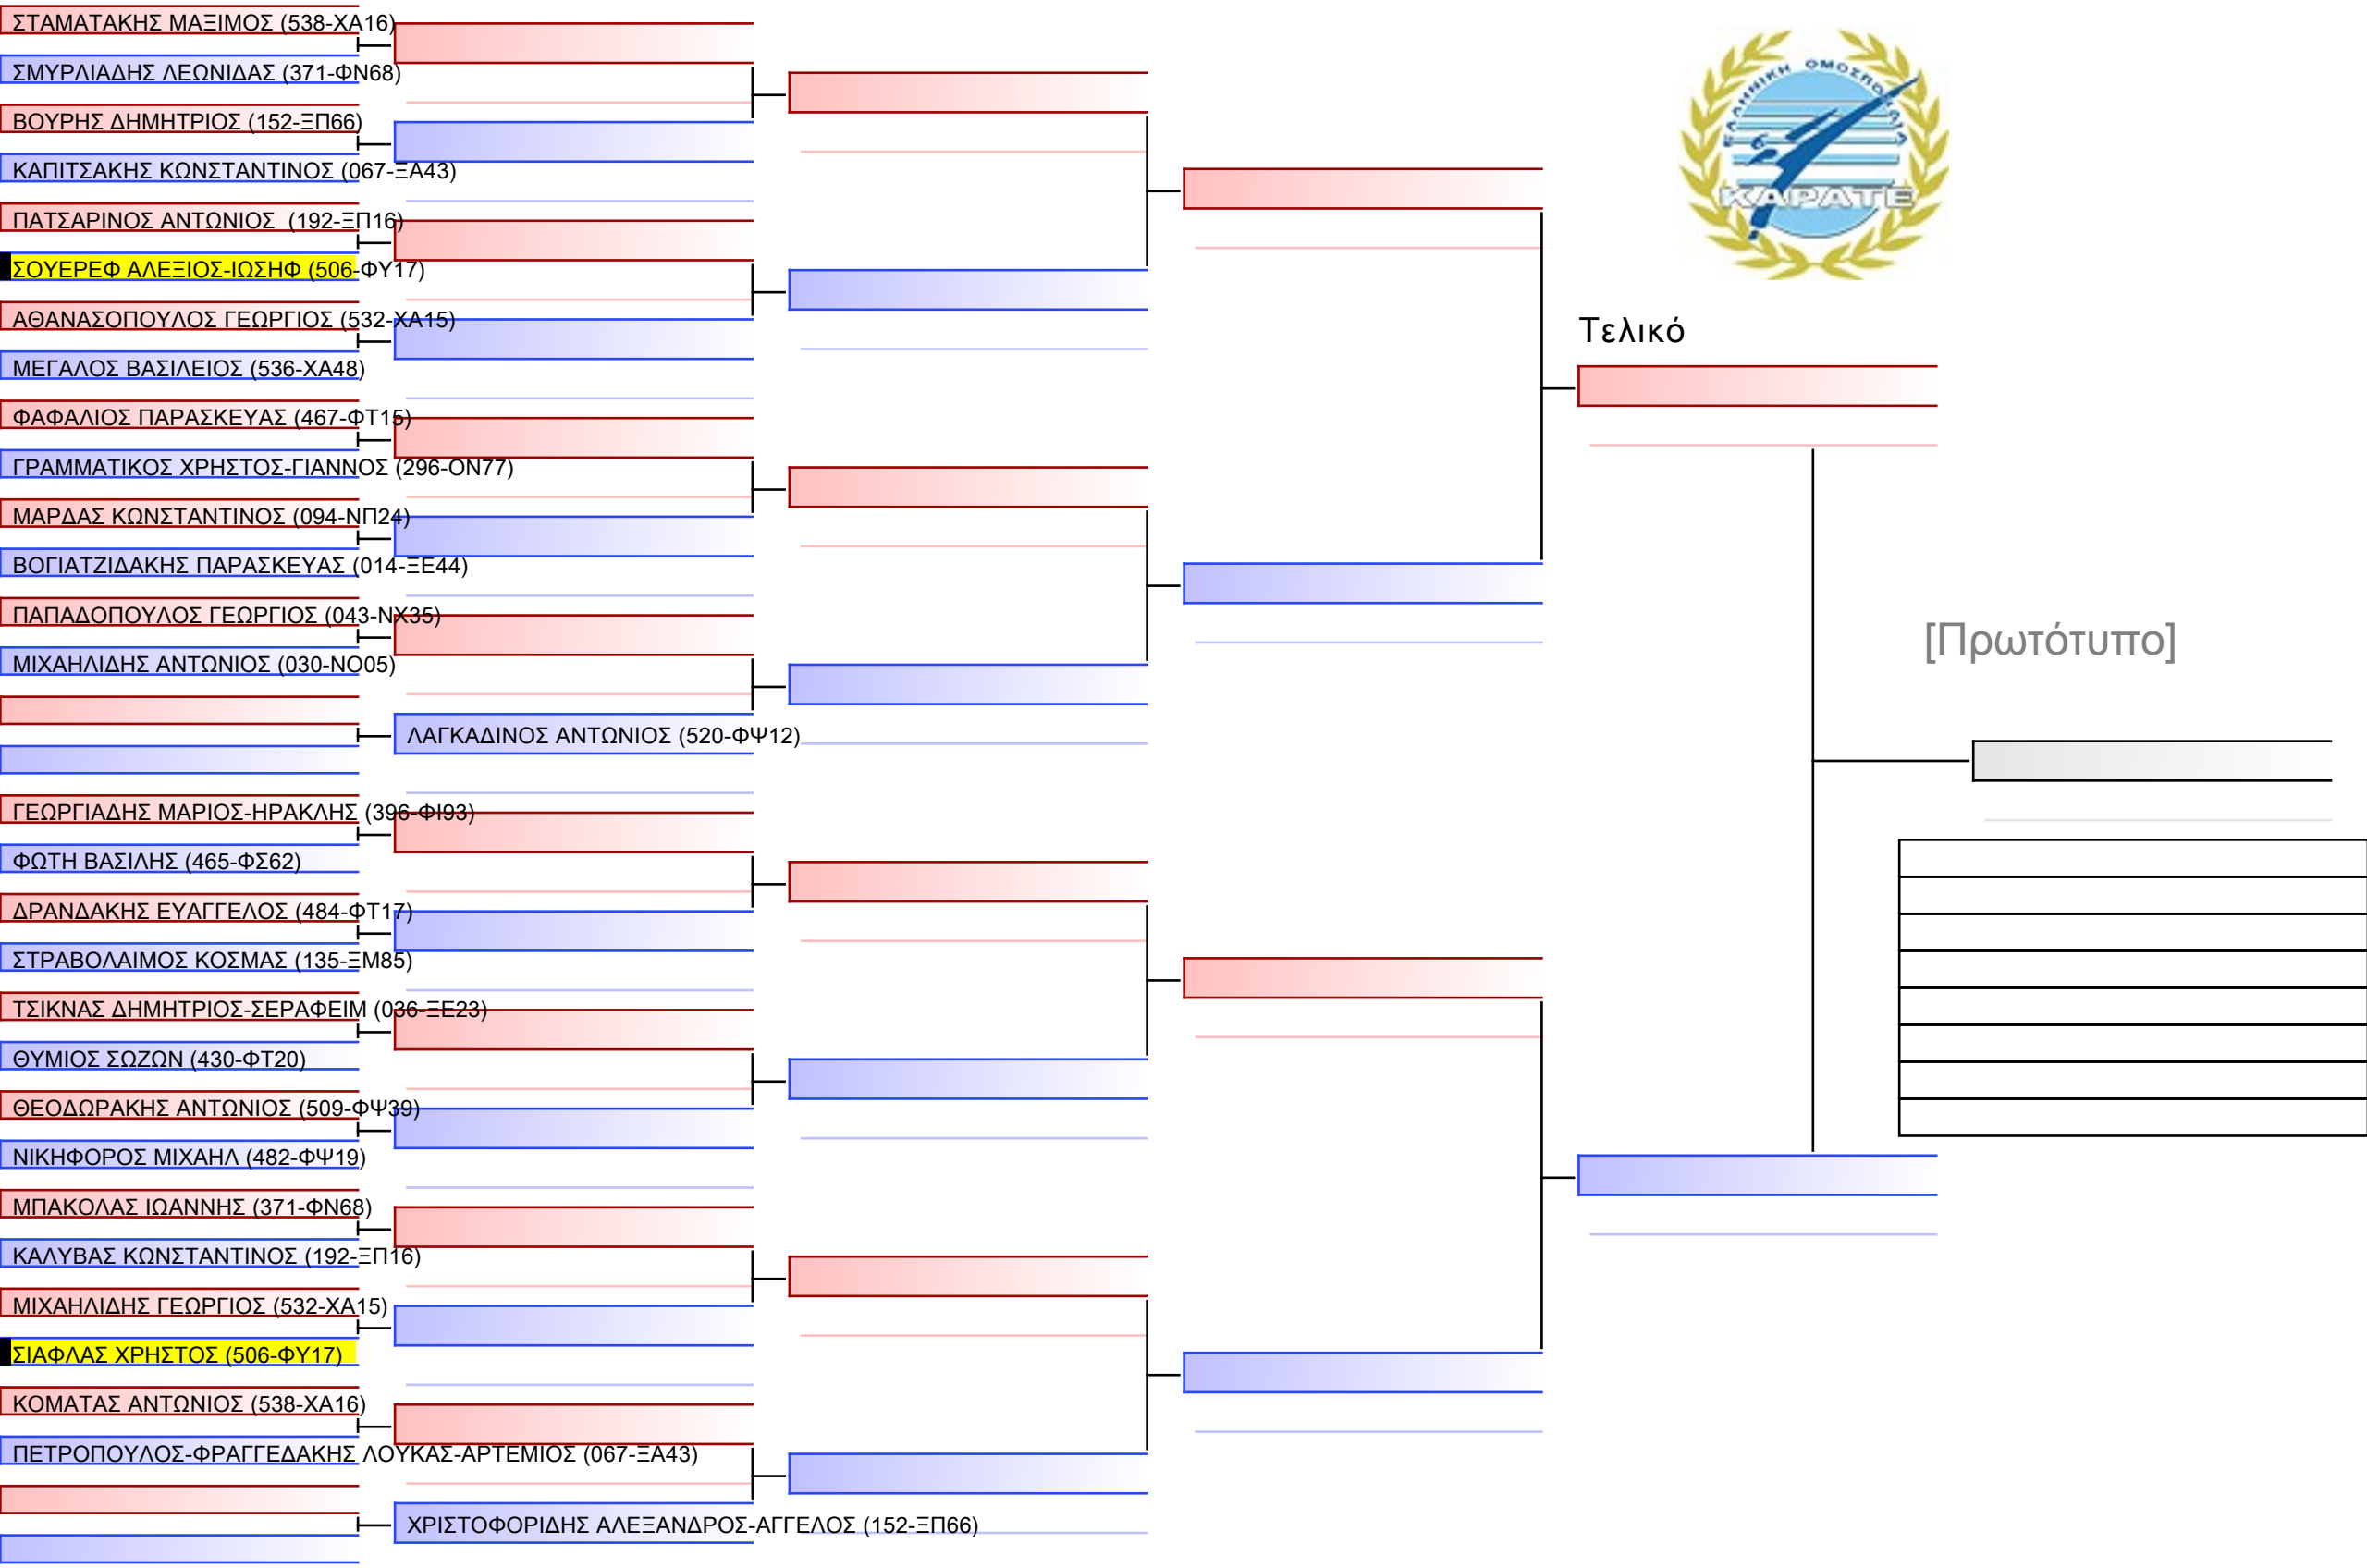 ΣΤΑΜΑΤΑΚΗΣ ΜΑΞΙΜΟΣ (538-ΧΑ16)
ΣΜΥΡΛΙΑΔΗΣ ΛΕΩΝΙΔΑΣ (371-ΦΝ68)
ΒΟΥΡΗΣ ΔΗΜΗΤΡΙΟΣ (152-ΞΠ66)
ΚΑΠΙΤΣΑΚΗΣ ΚΩΝΣΤΑΝΤΙΝΟΣ (067-ΞΑ43)
ΠΑΤΣΑΡΙΝΟΣ ΑΝΤΩΝΙΟΣ (192-ΞΠ16)
ΣΟΥΕΡΕΦ ΑΛΕΞΙΟΣ-ΙΩΣΗΦ (506-ΦΥ17)
ΑΘΑΝΑΣΟΠΟΥΛΟΣ ΓΕΩΡΓΙΟΣ (532-ΧΑ15)
ΜΕΓΑΛΟΣ ΒΑΣΙΛΕΙΟΣ (536-ΧΑ48)
ΦΑΦΑΛΙΟΣ ΠΑΡΑΣΚΕΥΑΣ (467-ΦΤ15)
ΓΡΑΜΜΑΤΙΚΟΣ ΧΡΗΣΤΟΣ-ΓΙΑΝΝΟΣ (296-ΟΝ77)
ΜΑΡΔΑΣ ΚΩΝΣΤΑΝΤΙΝΟΣ (094-ΝΠ24)
ΒΟΓΙΑΤΖΙΔΑΚΗΣ ΠΑΡΑΣΚΕΥΑΣ (014-ΞΕ44)
ΠΑΠΑΔΟΠΟΥΛΟΣ ΓΕΩΡΓΙΟΣ (043-ΝΧ35)
ΜΙΧΑΗΛΙΔΗΣ ΑΝΤΩΝΙΟΣ (030-ΝΟ05)
ΛΑΓΚΑΔΙΝΟΣ ΑΝΤΩΝΙΟΣ (520-ΦΨ12)
ΓΕΩΡΓΙΑΔΗΣ ΜΑΡΙΟΣ-ΗΡΑΚΛΗΣ (396-ΦΙ93)
ΦΩΤΗ ΒΑΣΙΛΗΣ (465-ΦΣ62)
ΔΡΑΝΔΑΚΗΣ ΕΥΑΓΓΕΛΟΣ (484-ΦΤ17)
ΣΤΡΑΒΟΛΑΙΜΟΣ ΚΟΣΜΑΣ (135-ΞΜ85)
ΤΣΙΚΝΑΣ ΔΗΜΗΤΡΙΟΣ-ΣΕΡΑΦΕΙΜ (036-ΞΕ23)
ΘΥΜΙΟΣ ΣΩΖΩΝ (430-ΦΤ20)
ΘΕΟΔΩΡΑΚΗΣ ΑΝΤΩΝΙΟΣ (509-ΦΨ39)
ΝΙΚΗΦΟΡΟΣ ΜΙΧΑΗΛ (482-ΦΨ19)
ΜΠΑΚΟΛΑΣ ΙΩΑΝΝΗΣ (371-ΦΝ68)
ΚΑΛΥΒΑΣ ΚΩΝΣΤΑΝΤΙΝΟΣ (192-ΞΠ16)
ΜΙΧΑΗΛΙΔΗΣ ΓΕΩΡΓΙΟΣ (532-ΧΑ15)
ΣΙΑΦΛΑΣ ΧΡΗΣΤΟΣ (506-ΦΥ17)
ΚΟΜΑΤΑΣ ΑΝΤΩΝΙΟΣ (538-ΧΑ16)
ΠΕΤΡΟΠΟΥΛΟΣ-ΦΡΑΓΓΕΔΑΚΗΣ ΛΟΥΚΑΣ-ΑΡΤΕΜΙΟΣ (067-ΞΑ43)
ΧΡΙΣΤΟΦΟΡΙΔΗΣ ΑΛΕΞΑΝΔΡΟΣ-ΑΓΓΕΛΟΣ (152-ΞΠ66)
ΕΛΛΗΝΙΚΗ ΟΜΟΣΠΟΝΔΙΑ
ΚΑΡΑΤΕ
Τελικό
[Πρωτότυπο]